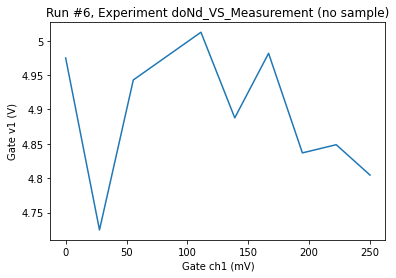 Run #6, Experiment doNd_VS_Measurement (no sample)
5
4.95
4.9
4.85
4.8
4.75
Gate v1 (V)
0 50 100 150 200 250
Gate ch1 (mV)